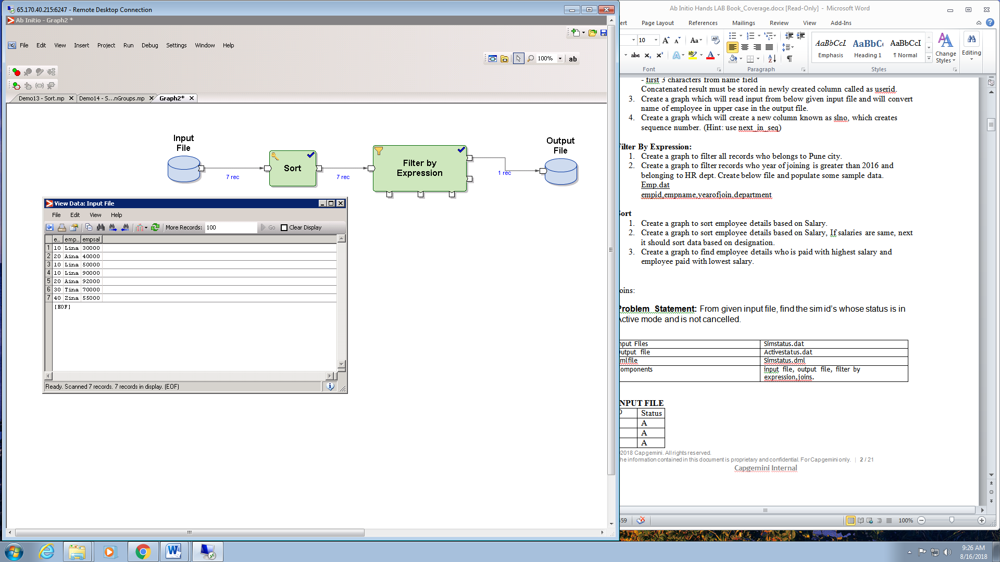 65.170.40.215:6247 - Remote Desktop Connection
Ab Initio - Graph2 *
File Edit View Insert Project Run Debug Settings Window Help
100% ab
Demo13 - Sort.mp Demo14 - S...nGroups.mp Graph2*
Input File
Sort
Filter by Expression
Output File
7 rec
7 rec
1 rec
View Data: Input File
File Edit View Help
More Records: 100 Go Clear Display
e... emp... empsal
1 10 Lina 30000
2 20 Aina 40000
3 10 Lina 50000
4 10 Lina 90000
5 20 Aina 92000
6 30 Tina 70000
7 40 Zina 55000
[EOF]
Ready. Scanned 7 records. 7 records in display. (EOF)
Ab Initio Hands LAB Book_Coverage.docx [Read-Only] - Microsoft Word
ert Page Layout References Mailings Review View Add-Ins
10 Aa
abc x₂ x²
AaBbCcI AaBbC AaBbCcI
Emphasis Heading 1 ¶ Normal
Change Styles
Editing
Font Paragraph Styles
- first 3 characters from name field
Concatenated result must be stored in newly created column called as userid.
3. Create a graph which will read input from below given input file and will convert
name of employee in upper case in the output file.
4. Create a graph which will create a new column known as slno, which creates
sequence number. (Hint: use next_in_seq)
ilter By Expression:
1. Create a graph to filter all records who belongs to Pune city.
2. Create a graph to filter records who year of joining is greater than 2016 and
belonging to HR dept. Create below file and populate some sample data.
Emp.dat
empid,empname,yearofjoin,department
ort
1. Create a graph to sort employee details based on Salary.
2. Create a graph to sort employee details based on Salary, If salaries are same, next
it should sort data based on designation.
3. Create a graph to find employee details who is paid with highest salary and
employee paid with lowest salary.
oins:
Problem Statement: From given input file, find the sim id’s whose status is in
Active mode and is not cancelled.
nput Files Simstatus.dat
utput file Activestatus.dat
mlfile Simstatus.dml
omponents input file, output file, filter by
expression,joins.
NPUT FILE
Status
A
A
A
2018 Capgemini. All rights reserved.
he information contained in this document is proprietary and confidential. For Capgemini only. | 2 / 21
Capgemini Internal
59 100%
9:26 AM
8/16/2018